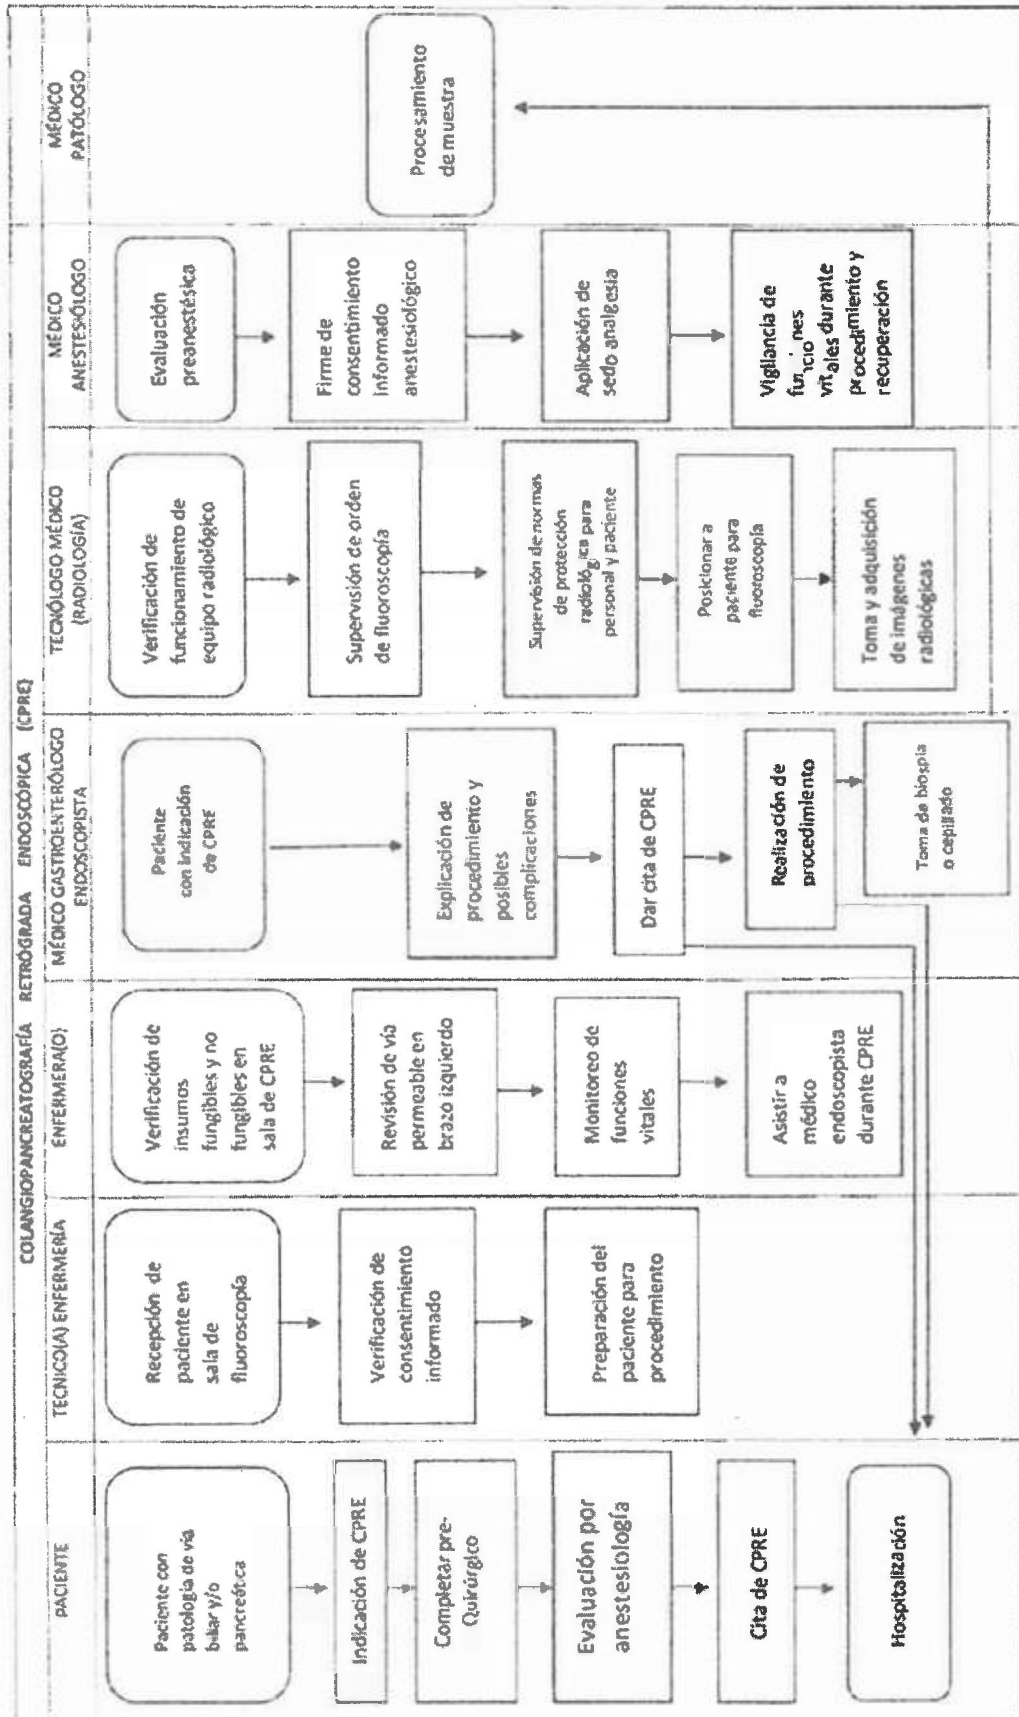 COLANGIOPANCREATOGRAFÍA RETRÓGRADA ENDOSCÓPICA (CPRE)
PACIENTE
TECNICO(A) ENFERMERÍA
ENFERMERA(O)
MÉDICO GASTROENTERÓLOGO
ENDOSCOPISTA
TECNÓLOGO MÉDICO
(RADIOLOGÍA)
MÉDICO
ANESTESIÓLOGO
MÉDICO
PATÓLOGO
Paciente con
patología de vía
biliar y/o
pancreática
Indicación de CPRE
Completar pre-
Quirúrgico
Evaluación por
anestesiología
Cita de CPRE
Hospitalización
Recepción de
paciente en
sala de
fluoroscopía
Verificación de
consentimiento
informado
Preparación del
paciente para
procedimiento
Verificación de
insumos
fungibles y no
fungibles en
sala de CPRE
Revisión de vía
permeable en
brazo izquierdo
Monitoreo de
funciones
vitales
Asistir a
médico
endoscopista
durante CPRE
Paciente
con indicación
de CPRE
Explicación de
procedimiento y
posibles
complicaciones
Dar cita de CPRE
Realización de
procedimiento
Toma de biospia
o cepillado
Verificación de
funcionamiento de
equipo radiológico
Supervisión de orden
de fluoroscopía
Supervisión de normas
de protección
radiológica para
personal y paciente
Posicionar a
paciente para
fluoroscopía
Toma y adquisición
de imágenes
radiológicas
Evaluación
preanestésica
Firme de
consentimiento
informado
anestesiológico
Aplicación de
sedo analgesia
Vigilancia de
funciones
vitales durante
procedimiento y
recuperación
Procesamiento
de muestra